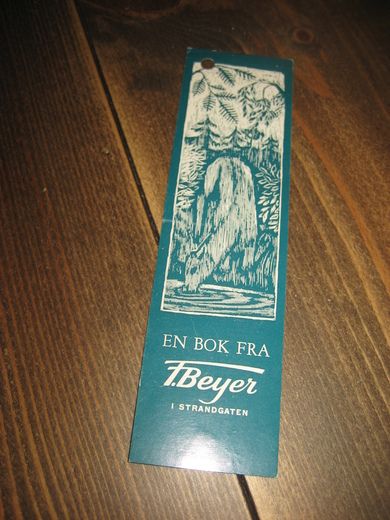 EN BOK FRA
F.Beyer
I STRANDGATEN